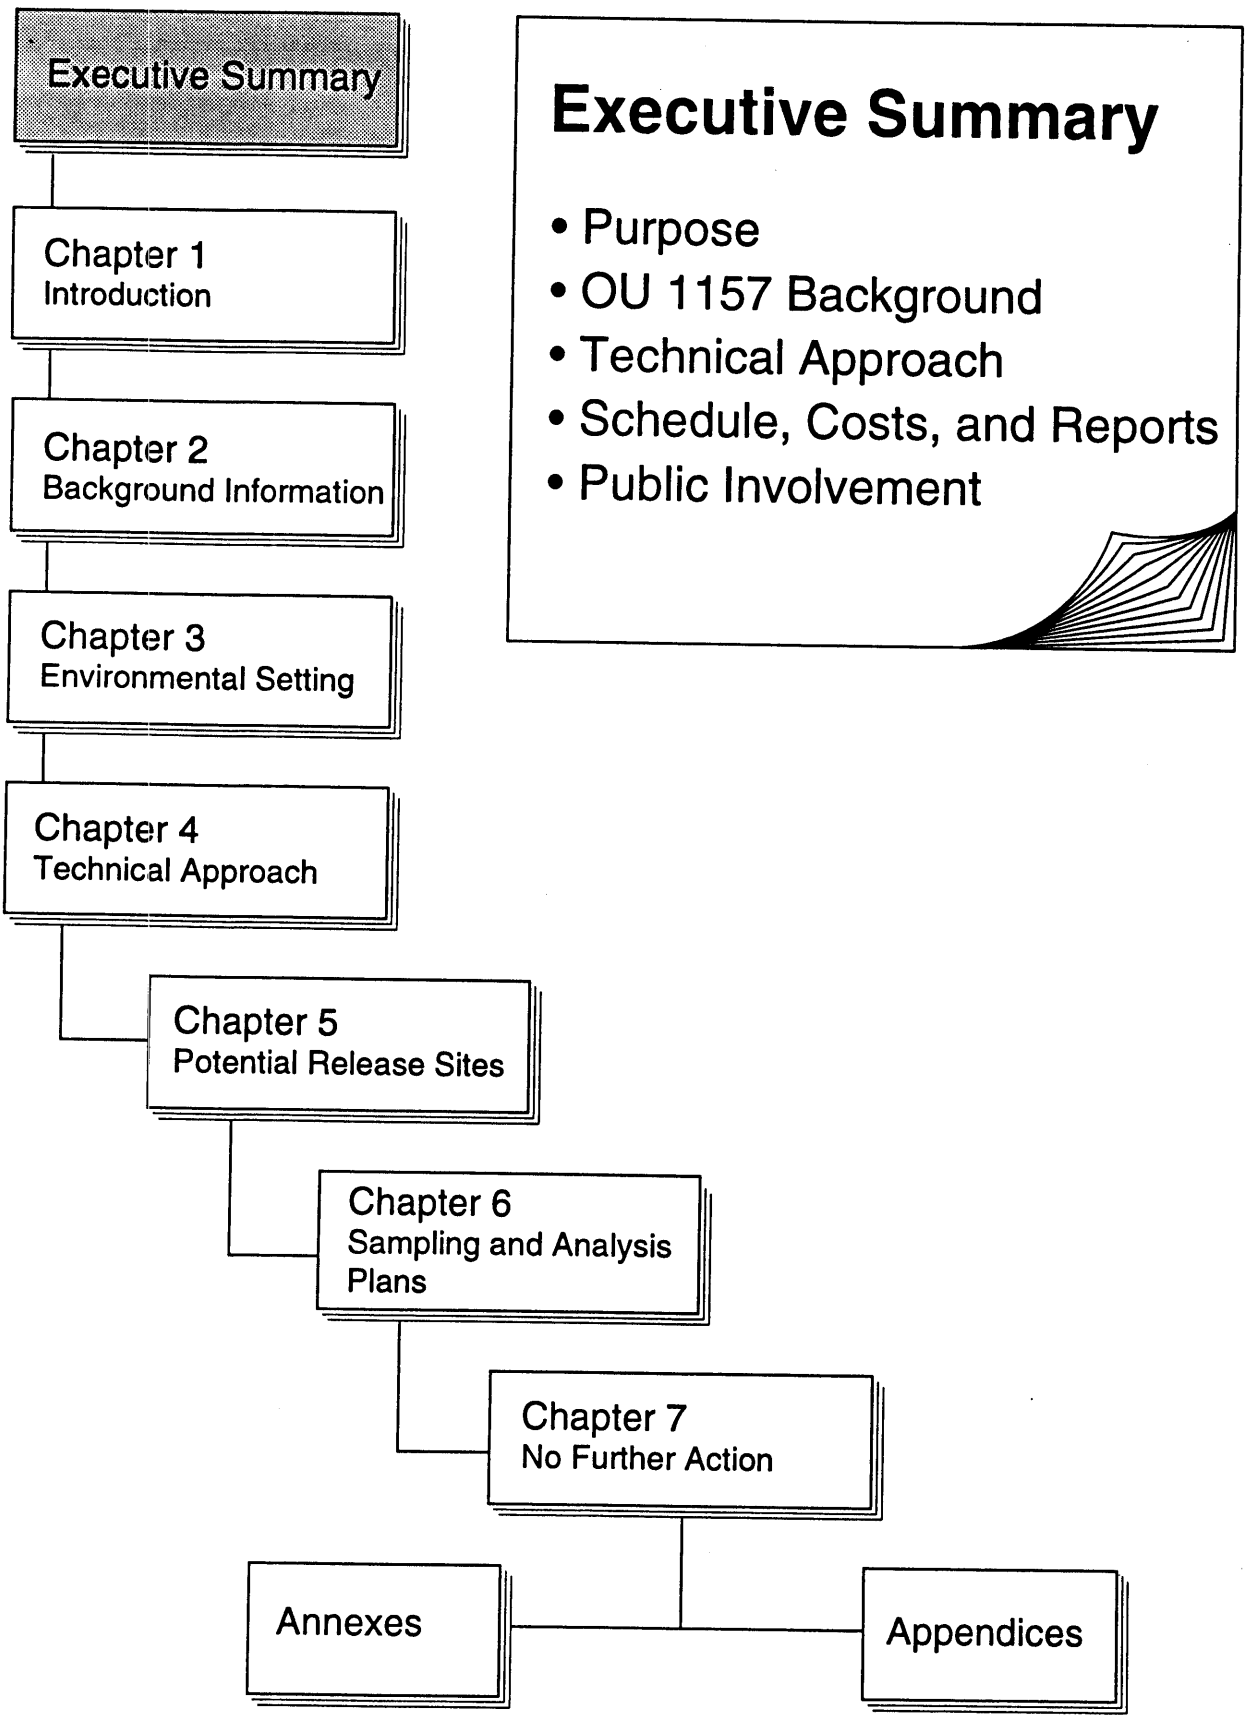 Executive Summary
Chapter 1
Introduction
Chapter 2
Background Information
Chapter 3
Environmental Setting
Chapter 4
Technical Approach
Chapter 5
Potential Release Sites
Chapter 6
Sampling and Analysis
Plans
Chapter 7
No Further Action
Annexes
Appendices
Executive Summary
• Purpose
• OU 1157 Background
• Technical Approach
• Schedule, Costs, and Reports
• Public Involvement